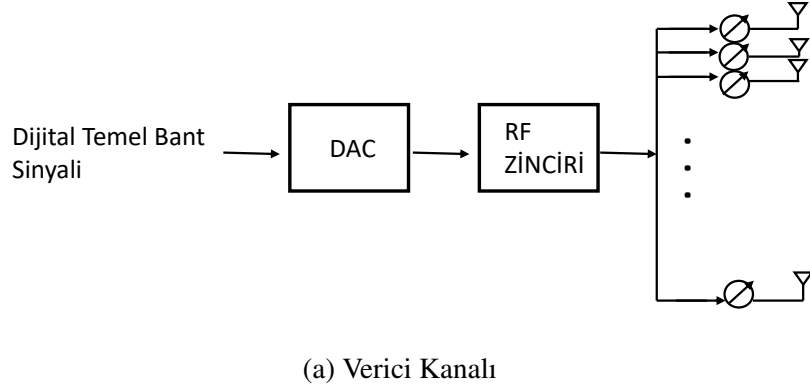 Dijital Temel Bant
Sinyali
DAC
RF
ZİNCİRİ
(a) Verici Kanalı